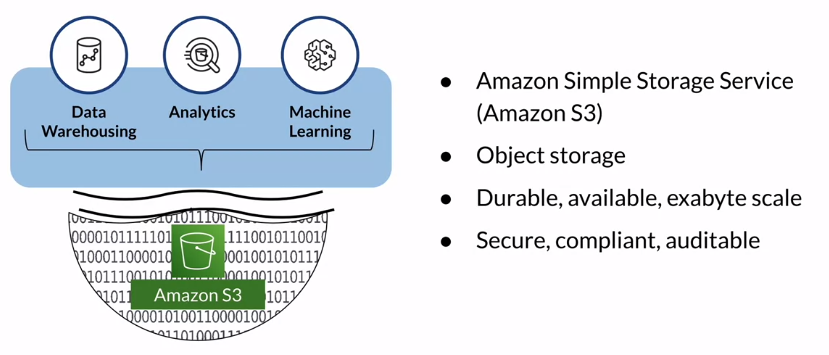 Data
Warehousing
Analytics
Machine
Learning
Amazon S3
● Amazon Simple Storage Service
(Amazon S3)
● Object storage
● Durable, available, exabyte scale
● Secure, compliant, auditable